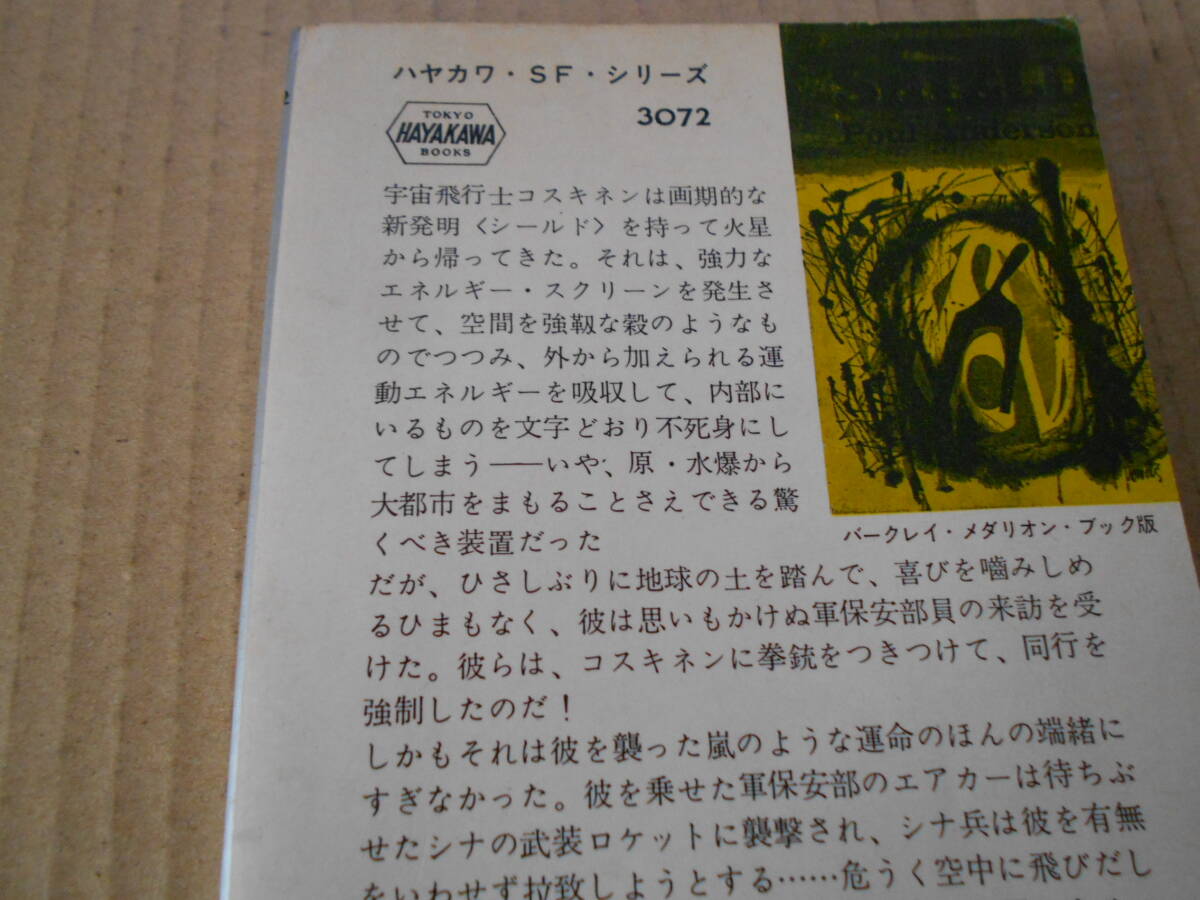 ハヤカワ・SF・シリーズ
TOKYO
HAYAKAWA
BOOKS
3072
Shield
Poul Anderson
宇宙飛行士コスキネンは画期的な
新発明〈シールド〉を持って火星
から帰ってきた。それは、強力な
エネルギー・スクリーンを発生さ
せて、空間を強靱な殻のようなも
のでつつみ、外から加えられる運
動エネルギーを吸収して、内部に
いるものを文字どおり不死身にし
てしまう——いや、原・水爆から
大都市をまもることさえできる驚
くべき装置だった
バークレイ・メダリオン・ブック版
だが、ひさしぶりに地球の土を踏んで、喜びを嚙みしめ
るひまもなく、彼は思いもかけぬ軍保安部員の来訪を受
けた。彼らは、コスキネンに拳銃をつきつけて、同行を
強制したのだ！
しかもそれは彼を襲った嵐のような運命のほんの端緒に
すぎなかった。彼を乗せた軍保安部のエアカーは待ちぶ
せたシナの武装ロケットに襲撃され、シナ兵は彼を有無
をいわせず拉致しようとする……危うく空中に飛びだし